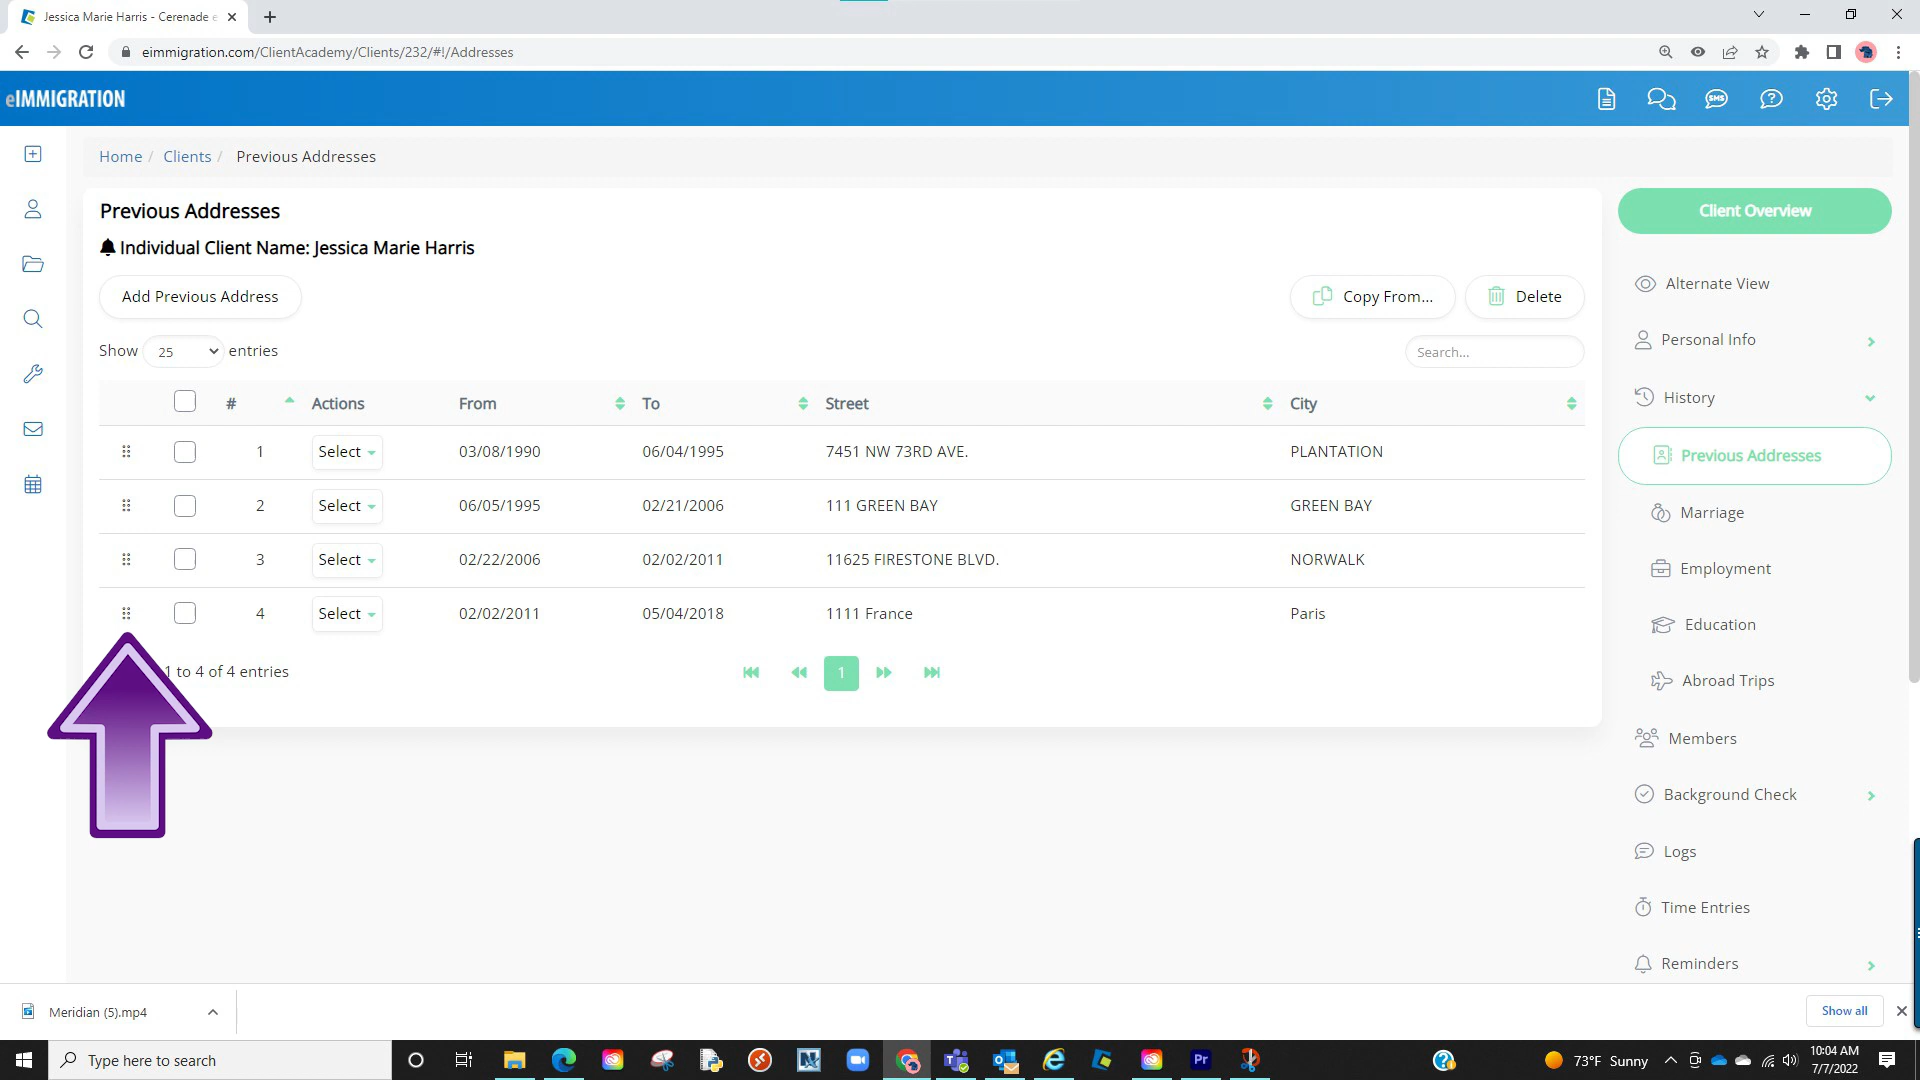 Jessica Marie Harris - Cerenade e
eimmigration.com/ClientAcademy/Clients/232/#!/Addresses
eIMMIGRATION
SMS
Home / Clients / Previous Addresses
Previous Addresses
Individual Client Name: Jessica Marie Harris
Add Previous Address
Copy From...
Delete
Show 25 entries
Search...
# Actions From To Street City
1 Select 03/08/1990 06/04/1995 7451 NW 73RD AVE. PLANTATION
2 Select 06/05/1995 02/21/2006 111 GREEN BAY GREEN BAY
3 Select 02/22/2006 02/02/2011 11625 FIRESTONE BLVD. NORWALK
4 Select 02/02/2011 05/04/2018 1111 France Paris
1 to 4 of 4 entries
1
Client Overview
Alternate View
Personal Info
History
Previous Addresses
Marriage
Employment
Education
Abroad Trips
Members
Background Check
Logs
Time Entries
Reminders
Meridian (5).mp4
Show all
Type here to search
Pr
73°F Sunny
10:04 AM
7/7/2022